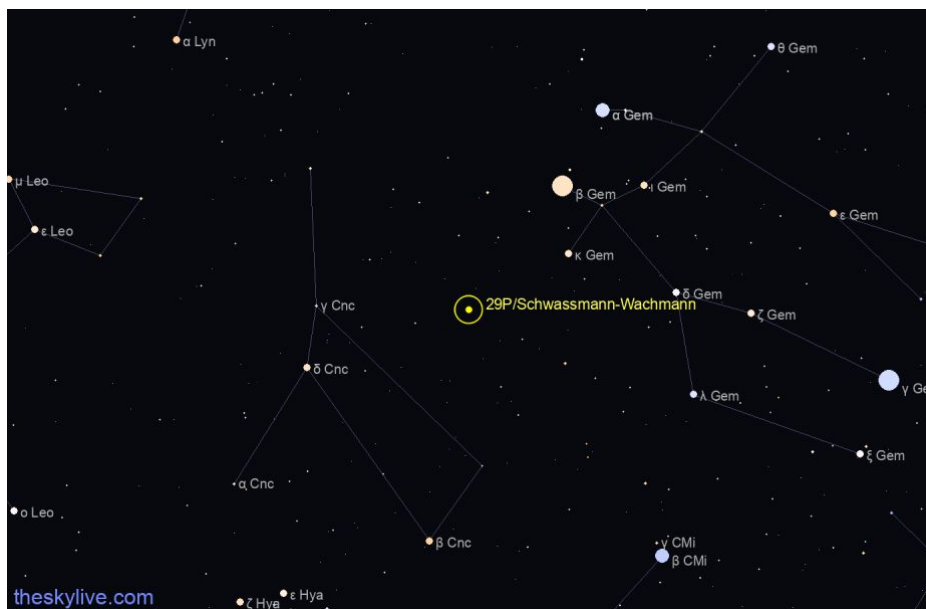 θ Gem
α Lyn
α Gem
μ Leo
β Gem
ι Gem
ε Gem
ε Leo
κ Gem
δ Gem
29P/Schwassmann-Wachmann
γ Cnc
ζ Gem
δ Cnc
γ Ge
λ Gem
ξ Gem
α Cnc
ο Leo
β Cnc
γ CMi
β CMi
ε Hya
ζ Hya
theskylive.com